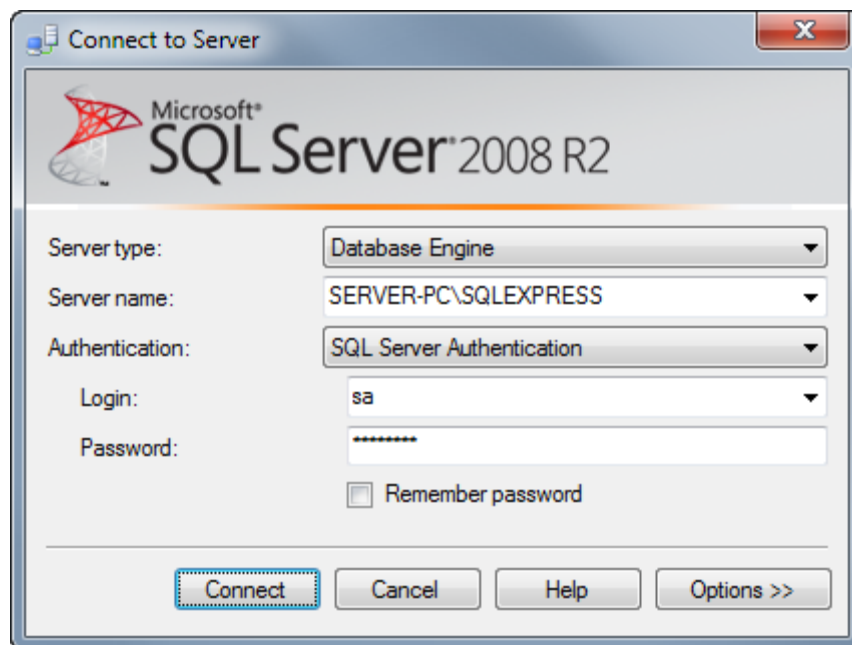 Connect to Server
Microsoft®
SQL Server® 2008 R2
Server type: Database Engine
Server name: SERVER-PC\SQLEXPRESS
Authentication: SQL Server Authentication
Login: sa
Password: ********
Remember password
Connect Cancel Help Options >>